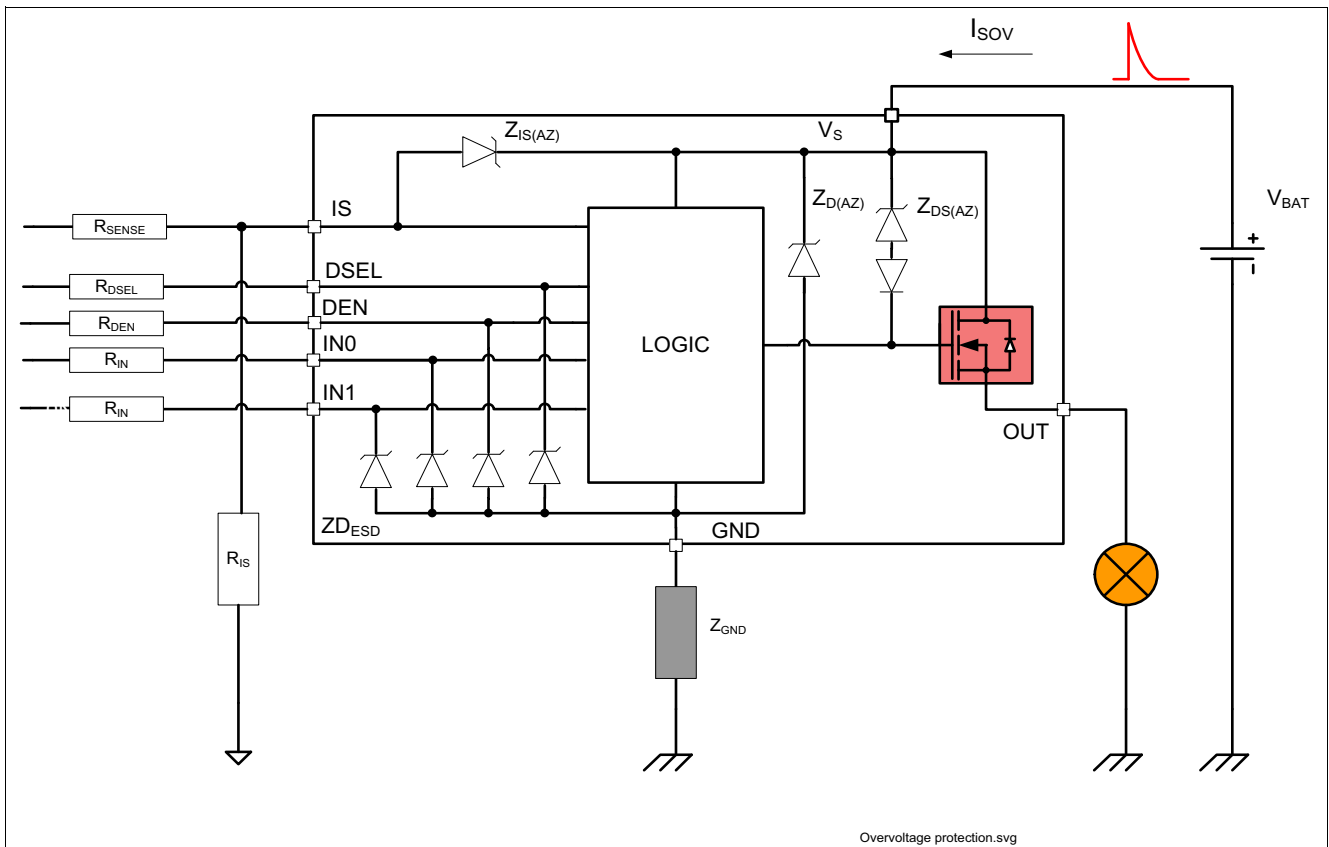 I_SOV
Z_IS(AZ)
V_S
Z_D(AZ)
Z_DS(AZ)
V_BAT
+
-
IS
R_SENSE
DSEL
R_DSEL
DEN
R_DEN
IN0
R_IN
LOGIC
IN1
R_IN
OUT
ZD_ESD
GND
R_IS
Z_GND
Overvoltage protection.svg